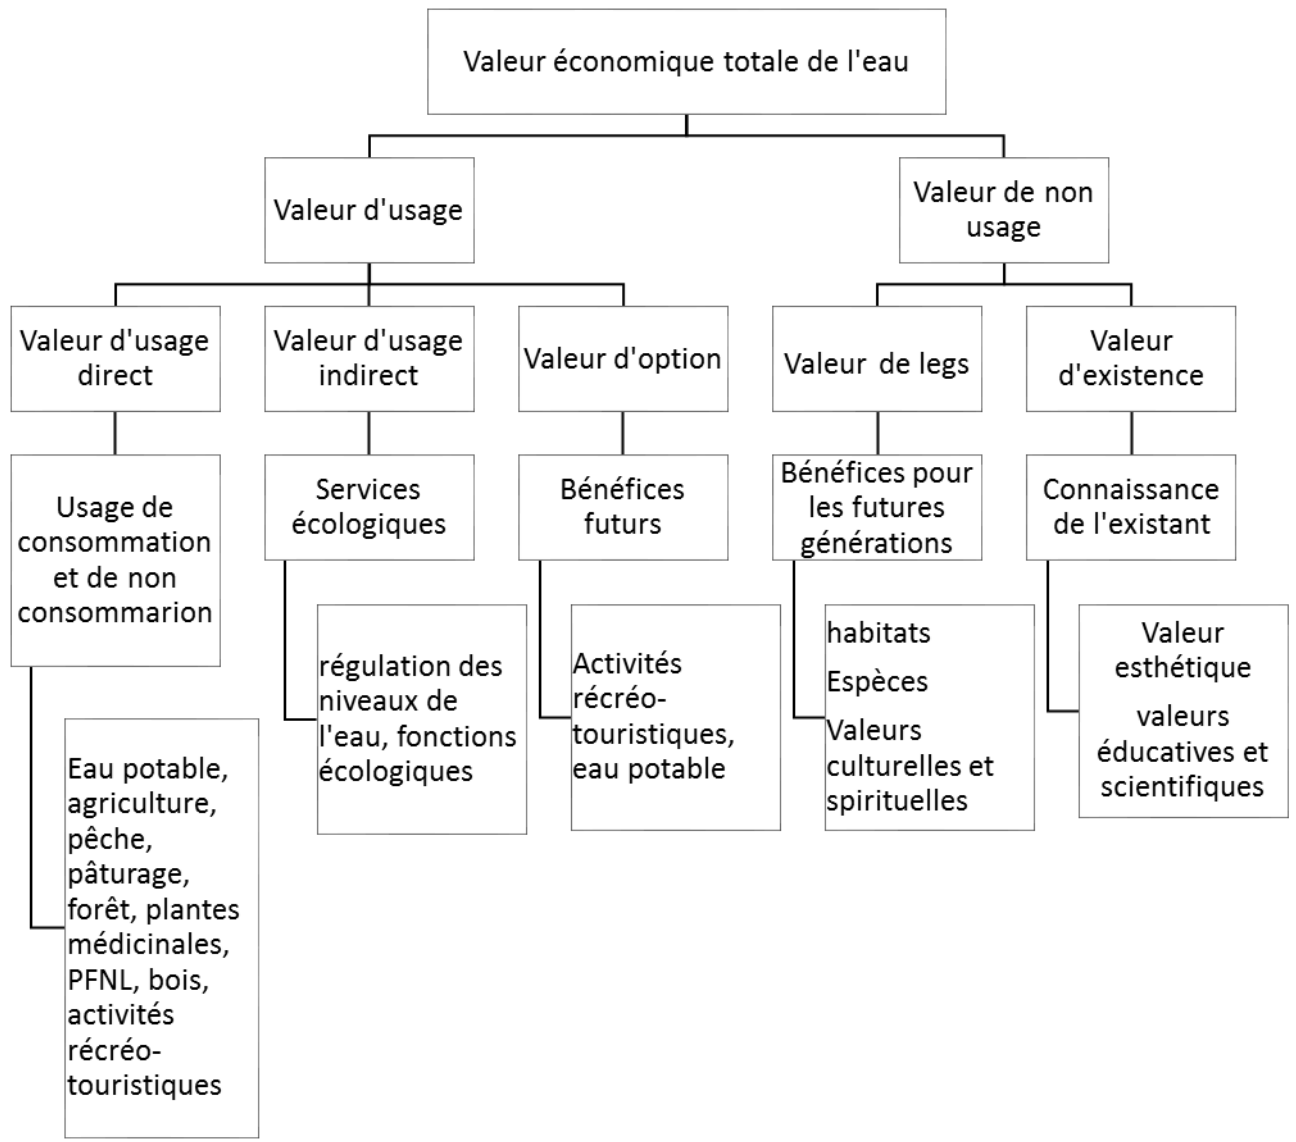 Valeur économique totale de l'eau
Valeur d'usage
Valeur de non
usage
Valeur d'usage
direct
Valeur d'usage
indirect
Valeur d'option
Valeur de legs
Valeur
d'existence
Usage de
consommation
et de non
consommarion
Services
écologiques
Bénéfices
futurs
Bénéfices pour
les futures
générations
Connaissance
de l'existant
Eau potable,
agriculture,
pêche,
pâturage,
forêt, plantes
médicinales,
PFNL, bois,
activités
récréo-
touristiques
régulation des
niveaux de
l'eau, fonctions
écologiques
Activités
récréo-
touristiques,
eau potable
habitats
Espèces
Valeurs
culturelles et
spirituelles
Valeur
esthétique
valeurs
éducatives et
scientifiques